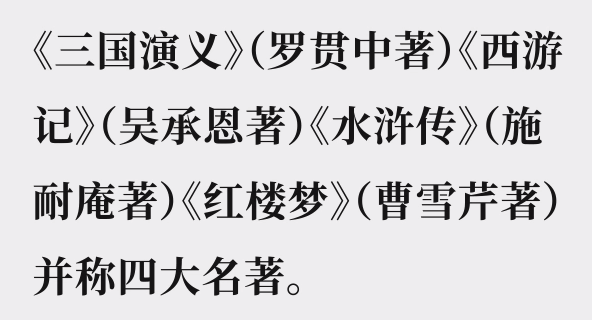 《三国演义》(罗贯中著)《西游
记》(吴承恩著)《水浒传》(施
耐庵著)《红楼梦》(曹雪芹著)
并称四大名著。